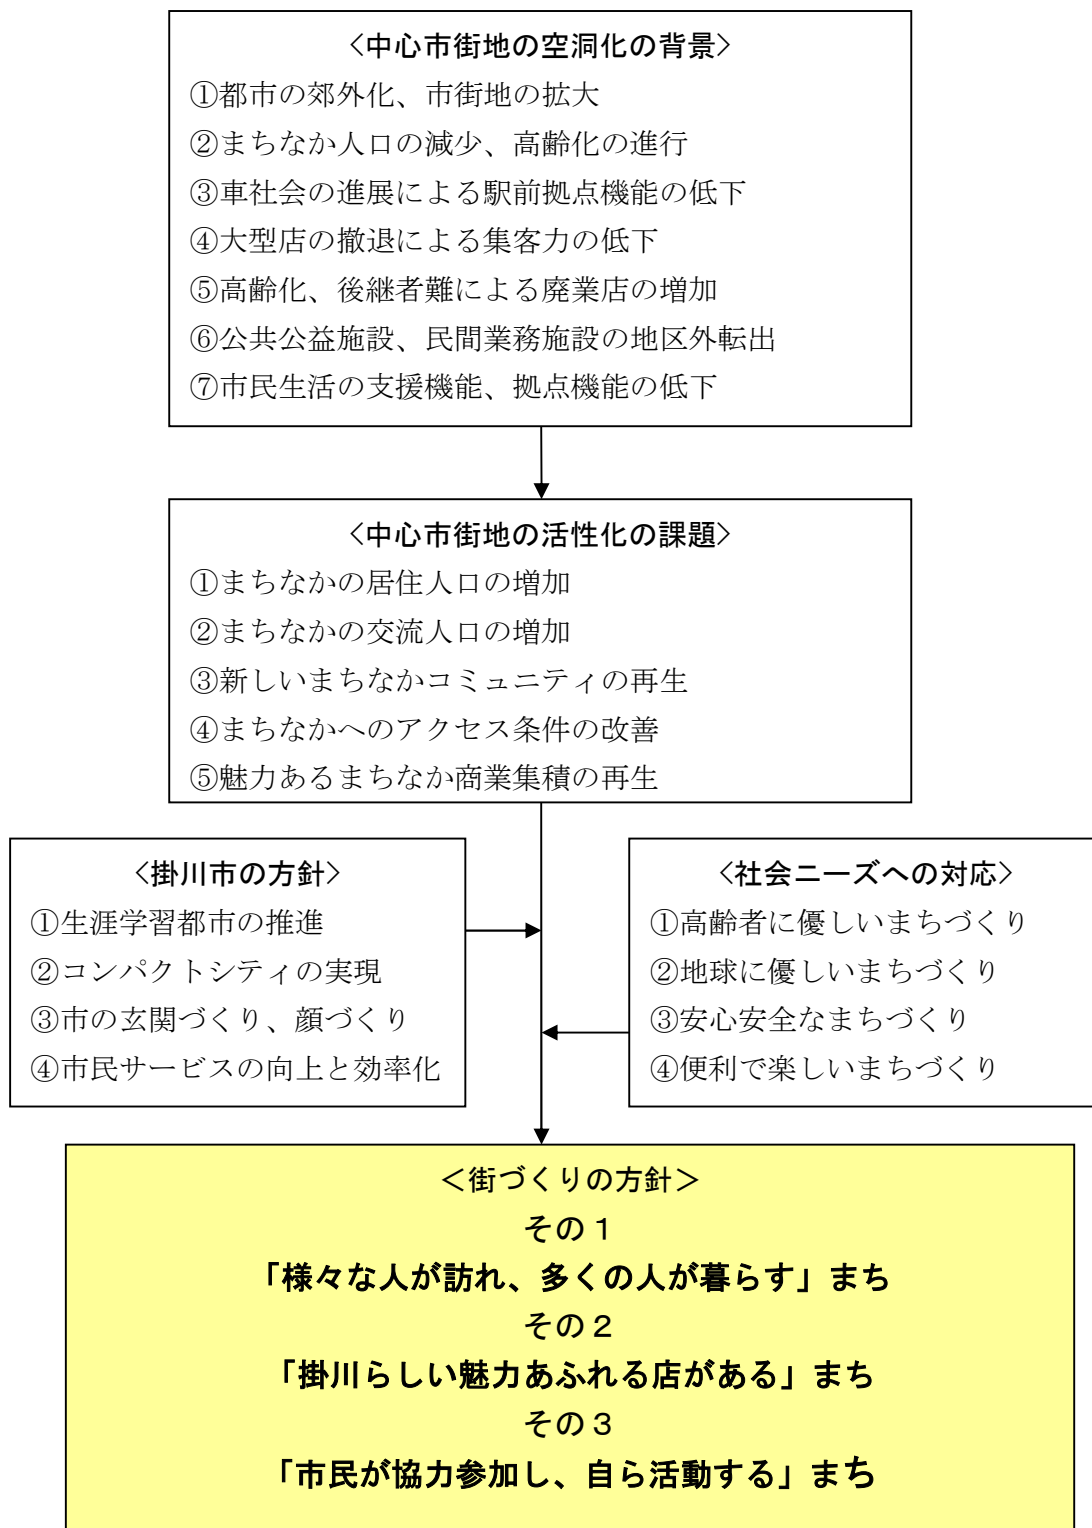 <中心市街地の空洞化の背景>
①都市の郊外化、市街地の拡大
②まちなか人口の減少、高齢化の進行
③車社会の進展による駅前拠点機能の低下
④大型店の撤退による集客力の低下
⑤高齢化、後継者難による廃業店の増加
⑥公共公益施設、民間業務施設の地区外転出
⑦市民生活の支援機能、拠点機能の低下
<中心市街地の活性化の課題>
①まちなかの居住人口の増加
②まちなかの交流人口の増加
③新しいまちなかコミュニティの再生
④まちなかへのアクセス条件の改善
⑤魅力あるまちなか商業集積の再生
<掛川市の方針>
①生涯学習都市の推進
②コンパクトシティの実現
③市の玄関づくり、顔づくり
④市民サービスの向上と効率化
<社会ニーズへの対応>
①高齢者に優しいまちづくり
②地球に優しいまちづくり
③安心安全なまちづくり
④便利で楽しいまちづくり
＜街づくりの方針＞
その１
「様々な人が訪れ、多くの人が暮らす」まち
その２
「掛川らしい魅力あふれる店がある」まち
その３
「市民が協力参加し、自ら活動する」まち